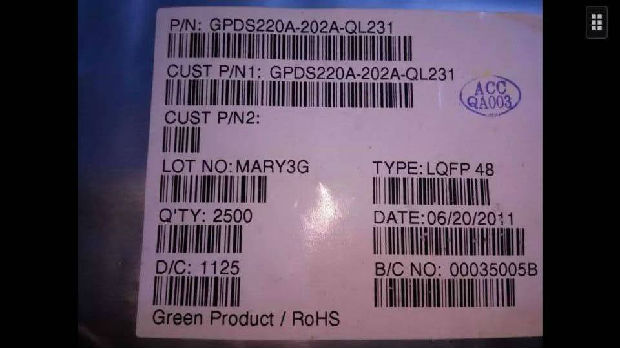 P/N: GPDS220A-202A-QL231
CUST P/N1: GPDS220A-202A-QL231
ACC
QA003
CUST P/N2:
LOT NO: MARY3G
TYPE: LQFP 48
Q'TY: 2500
DATE: 06/20/2011
D/C: 1125
B/C NO: 00035005B
Green Product / RoHS